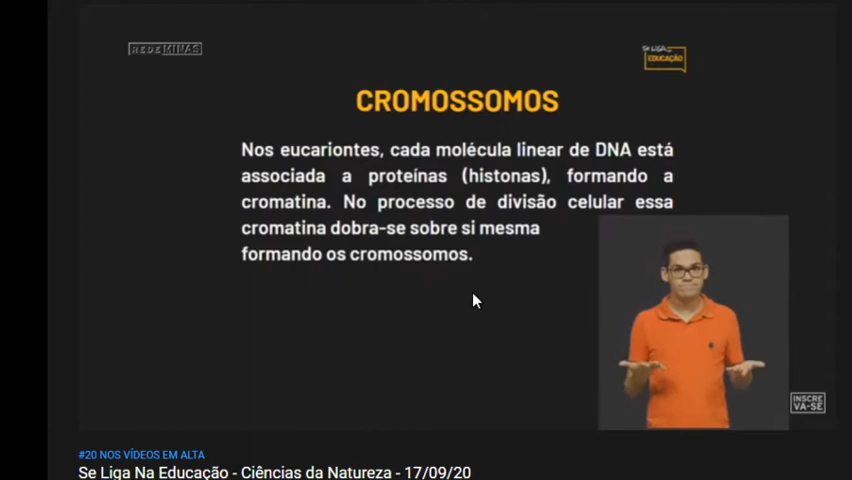 REDE MINAS
Se LIGA NA
EDUCAÇÃO
CROMOSSOMOS
Nos eucariontes, cada molécula linear de DNA está
associada a proteínas (histonas), formando a
cromatina. No processo de divisão celular essa
cromatina dobra-se sobre si mesma
formando os cromossomos.
INSCRE
VA-SE
#20 NOS VÍDEOS EM ALTA
Se Liga Na Educação - Ciências da Natureza - 17/09/20